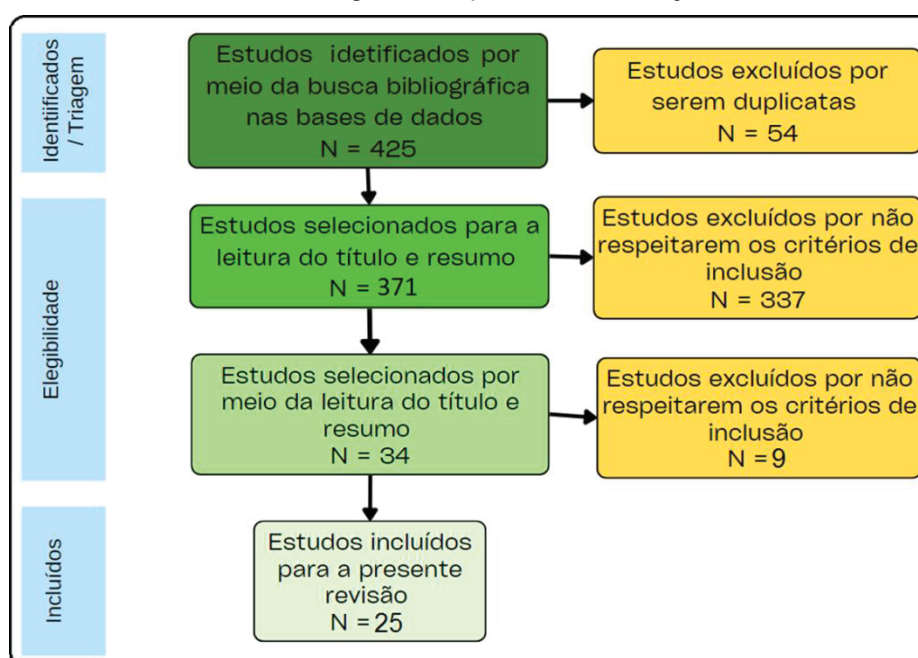 Identiificados
/ Triagem
Estudos idetificados por
meio da busca bibliográfica
nas bases de dados
N = 425
Estudos excluídos por
serem duplicatas
N = 54
Elegibilidade
Estudos selecionados para a
leitura do título e resumo
N = 371
Estudos excluídos por não
respeitarem os critérios de
inclusão
N = 337
Estudos selecionados por
meio da leitura do título e
resumo
N = 34
Estudos excluídos por não
respeitarem os critérios de
inclusão
N = 9
Incluídos
Estudos incluídos
para a presente
revisão
N = 25